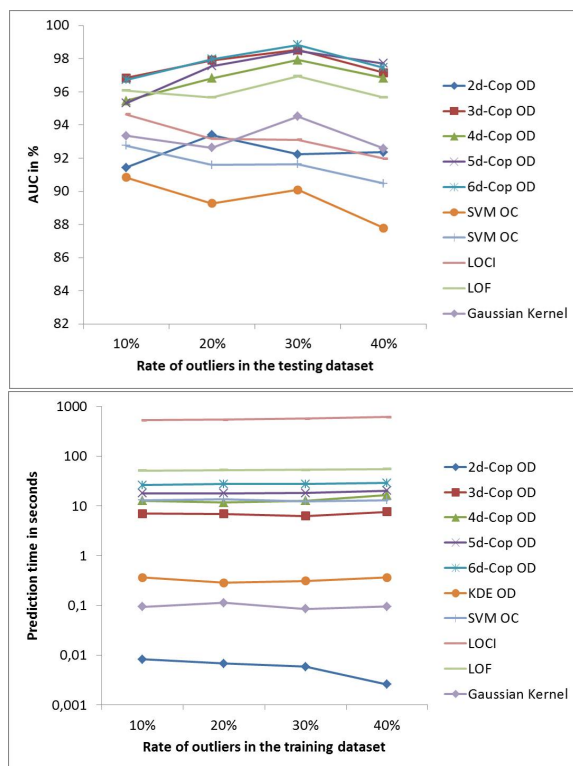 100
98
96
94
92
90
88
86
84
82
AUC in %
10%
20%
30%
40%
Rate of outliers in the testing dataset
2d-Cop OD
3d-Cop OD
4d-Cop OD
5d-Cop OD
6d-Cop OD
SVM OC
SVM OC
LOCI
LOF
Gaussian Kernel
1000
100
10
1
0,1
0,01
0,001
Prediction time in seconds
10%
20%
30%
40%
Rate of outliers in the training dataset
2d-Cop OD
3d-Cop OD
4d-Cop OD
5d-Cop OD
6d-Cop OD
KDE OD
SVM OC
LOCI
LOF
Gaussian Kernel